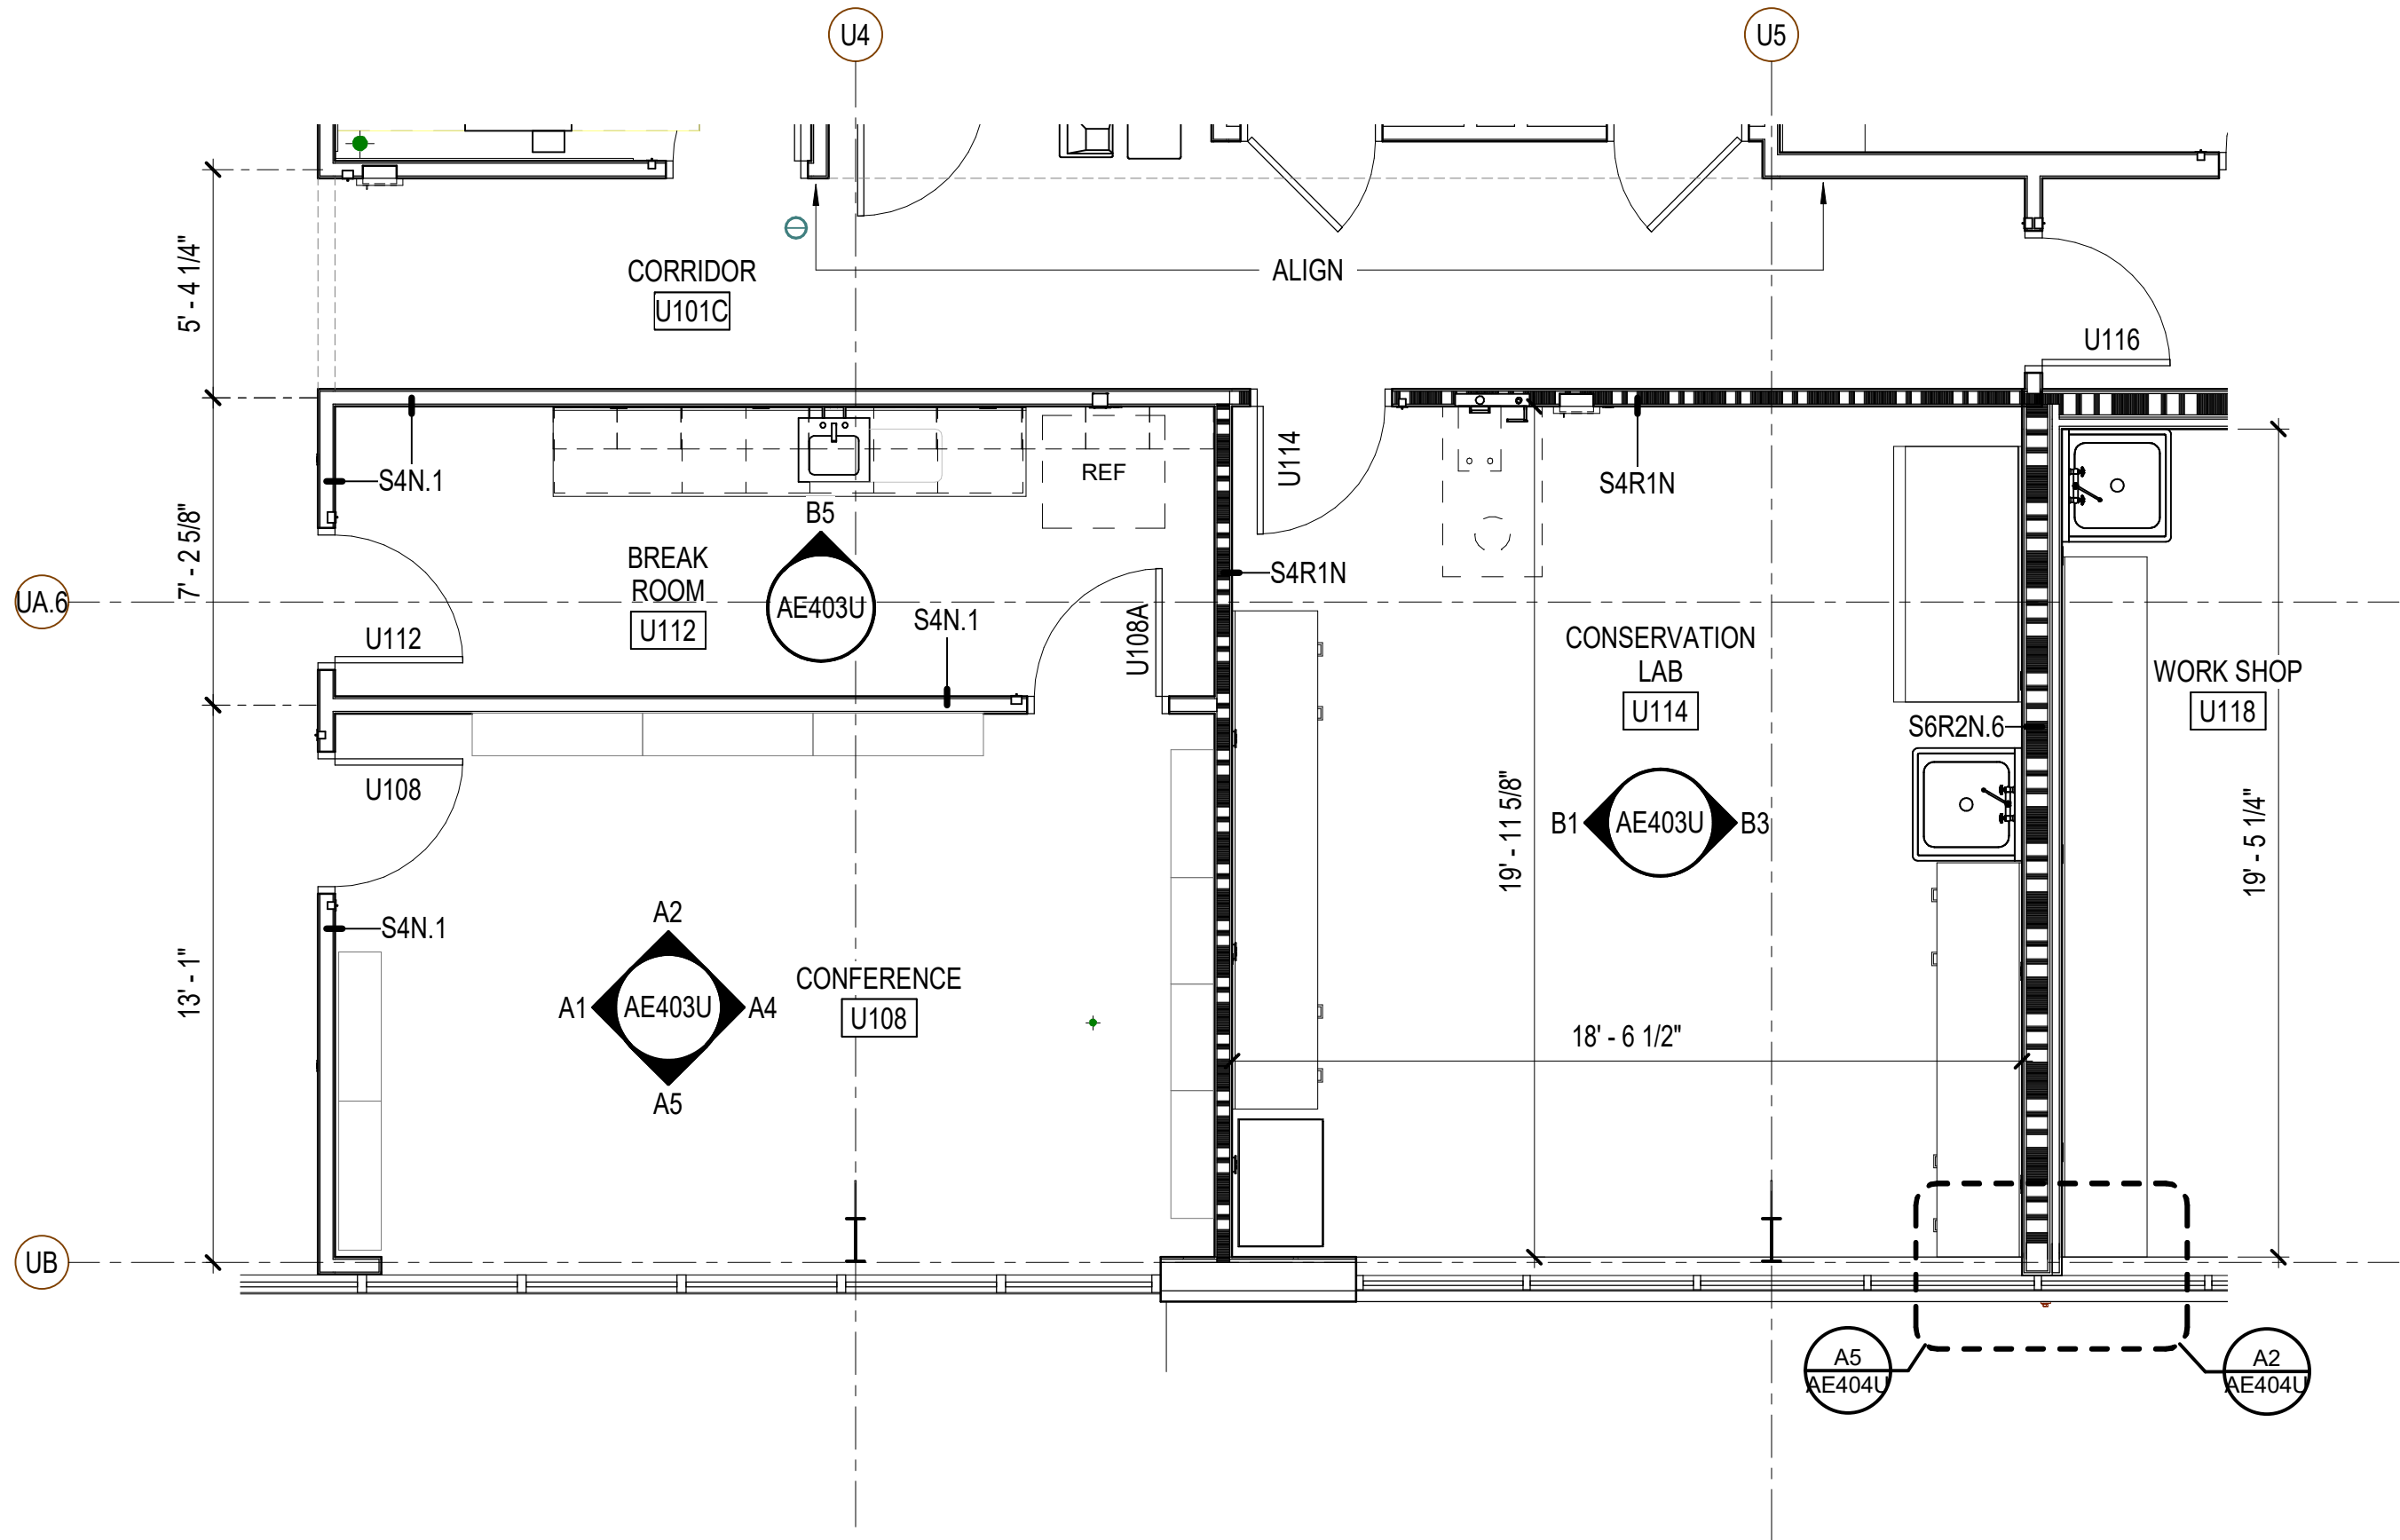 U4
U5
5' - 4 1/4"
CORRIDOR
U101C
ALIGN
U116
S4N.1
REF
U114
S4R1N
7' - 2 5/8"
B5
BREAK
ROOM
U112
AE403U
S4R1N
UA.6
U112
S4N.1
U108A
CONSERVATION
LAB
U114
WORK SHOP
U118
S6R2N.6
U108
19' - 11 5/8"
B1
AE403U
B3
19' - 5 1/4"
S4N.1
13' - 1"
A2
A1
AE403U
A4
A5
CONFERENCE
U108
18' - 6 1/2"
UB
A5
AE404U
A2
AE404U